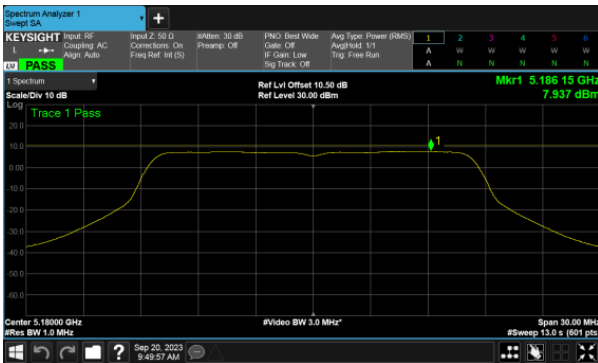 Spectrum Analyzer 1
Swept SA
+
KEYSIGHT
L
LXI
PASS
Input: RF
Coupling: AC
Align: Auto
Input Z: 50 Ω
Corrections: On
Freq Ref: Int (S)
#Atten: 30 dB
Preamp: Off
PNO: Best Wide
Gate: Off
IF Gain: Low
Sig Track: Off
Avg Type: Power (RMS)
Avg|Hold: 1/1
Trig: Free Run
1 2 3 4 5 6
A W W W W W
A N N N N N
1 Spectrum
Scale/Div 10 dB
Ref Lvl Offset 10.50 dB
Ref Level 30.00 dBm
Mkr1 5.186 15 GHz
7.937 dBm
Log
Trace 1 Pass
20.0
10.0
0.00
-10.0
-20.0
-30.0
-40.0
-50.0
-60.0
1
Center 5.18000 GHz
#Res BW 1.0 MHz
#Video BW 3.0 MHz*
Span 30.00 MHz
#Sweep 13.0 s (601 pts)
?
Sep 20, 2023
9:49:57 AM